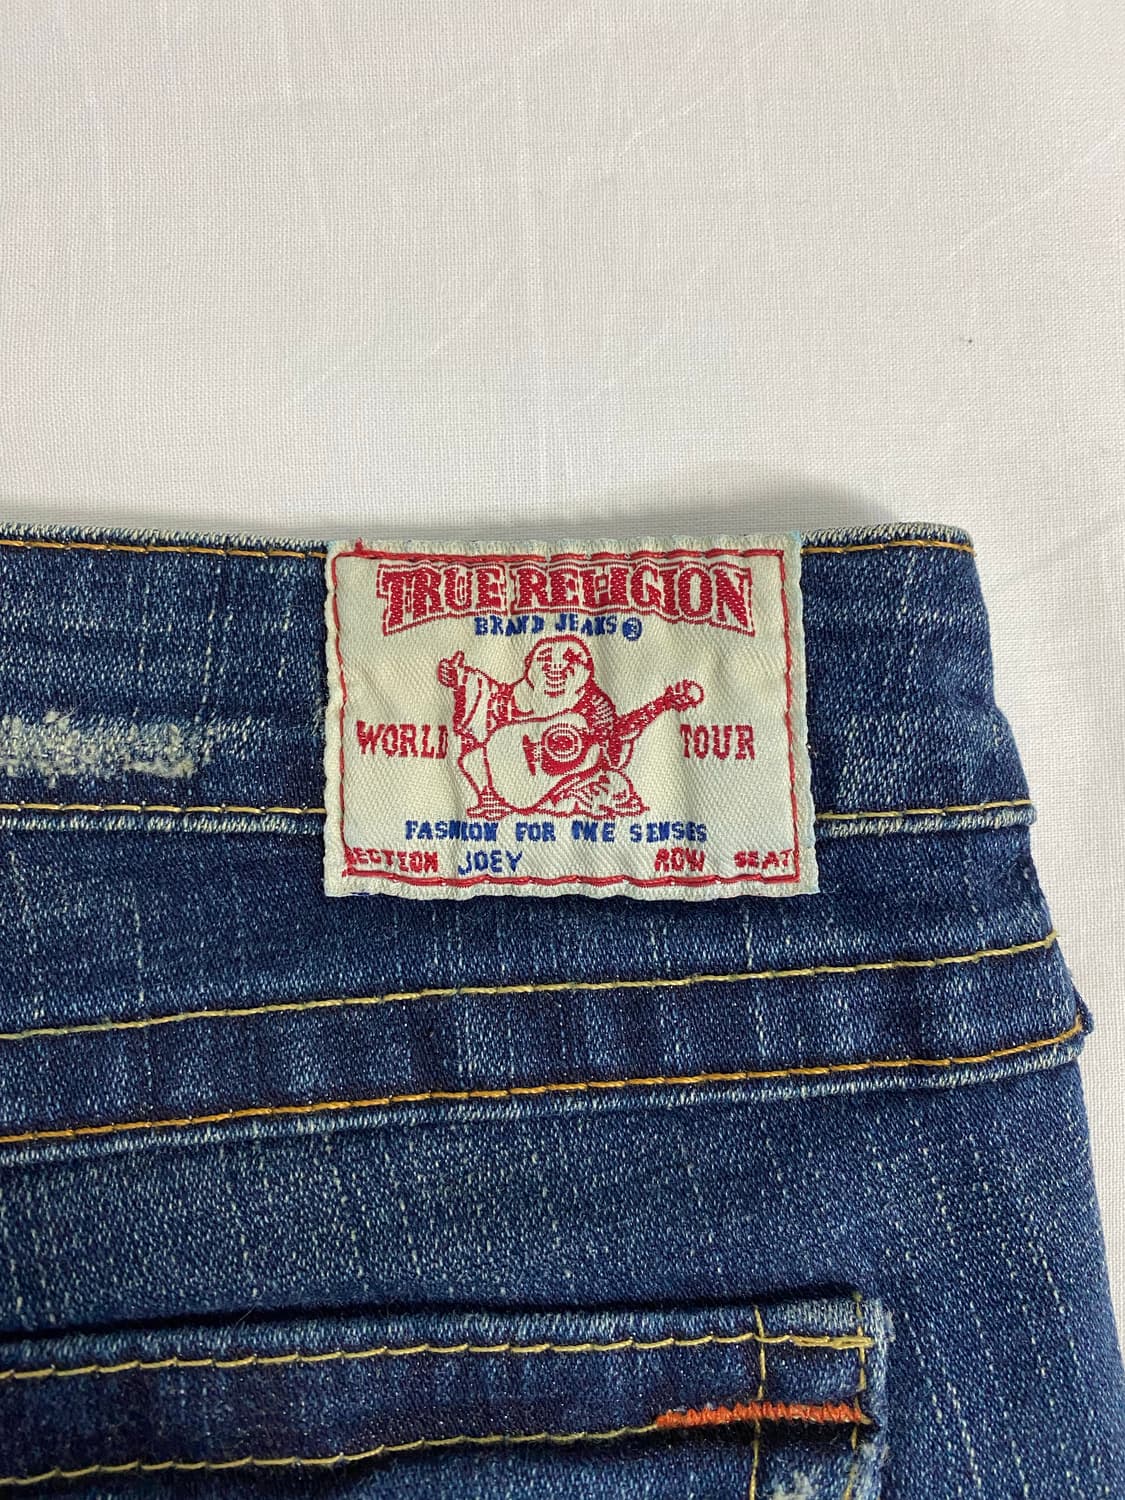 TRUE RELIGION
BRAND JEANS ®
WORLD TOUR
FASHION FOR THE SENSES
SECTION JOEY ROW SEAT